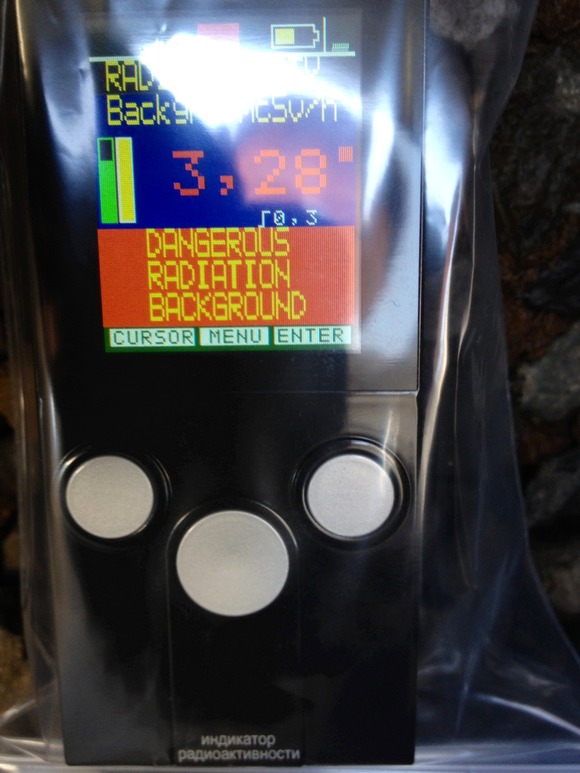 3,28
0,3
DANGEROUS
RADIATION
BACKGROUND
CURSOR MENU ENTER
индикатор
радиоактивности